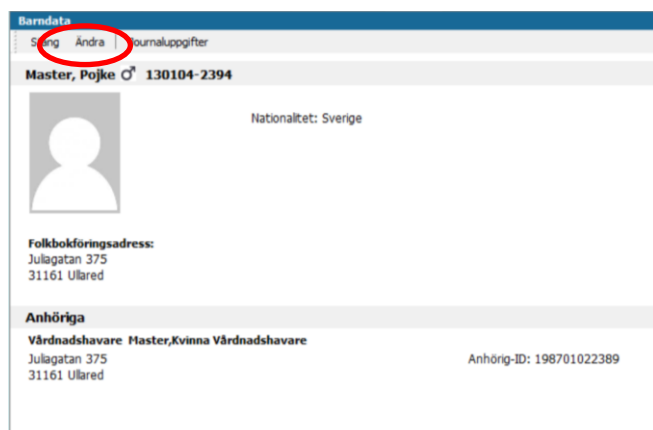 Barndata
Stäng Ändra Journaluppgifter
Master, Pojke ♂ 130104-2394
Nationalitet: Sverige
Folkbokföringsadress:
Juliagatan 375
31161 Ullared
Anhöriga
Vårdnadshavare Master,Kvinna Vårdnadshavare
Juliagatan 375
31161 Ullared
Anhörig-ID: 198701022389